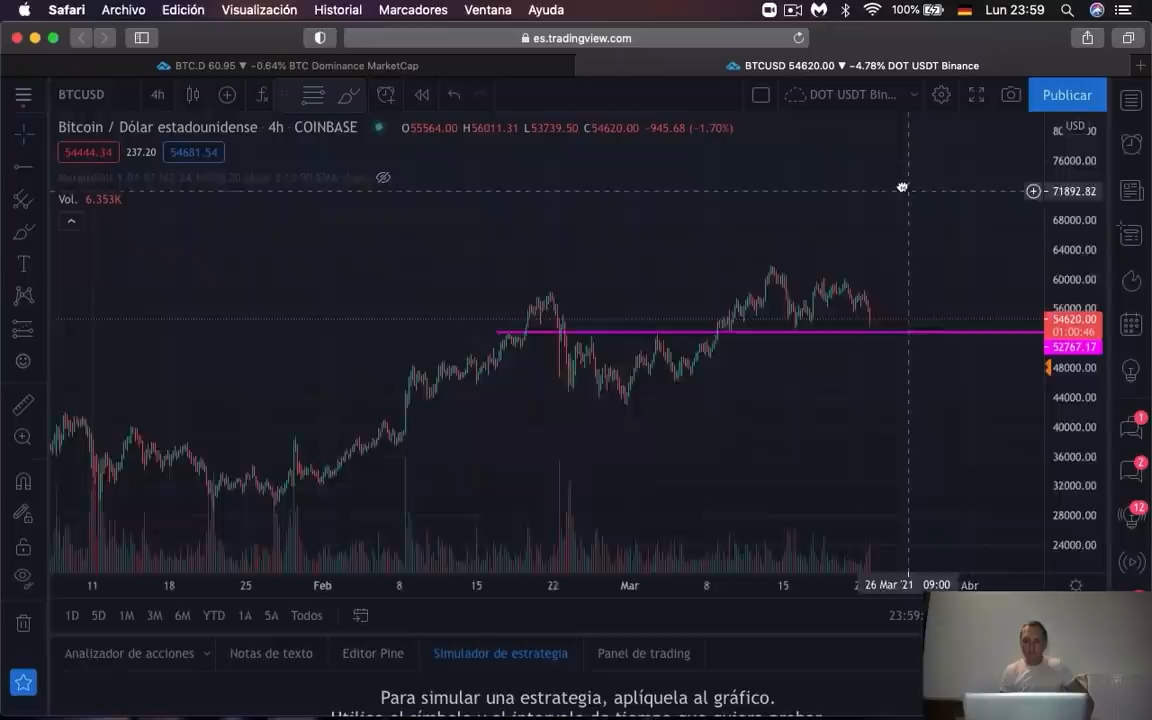 Safari Archivo Edición Visualización Historial Marcadores Ventana Ayuda 100% Lun 23:59
es.tradingview.com
BTC.D 60.95 ▼ −0.64% BTC Dominance MarketCap
BTCUSD 54620.00 ▼ −4.78% DOT USDT Binance
BTCUSD 4h DOT USDT Bin... Publicar
Bitcoin / Dólar estadounidense · 4h · COINBASE O55564.00 H56011.31 L53739.50 C54620.00 −945.68 (−1.70%)
USD
54444.34 237.20 54681.54
76000.00
71892.82
Vol. 6.353K
68000.00
64000.00
60000.00
56000.00
54620.00
01:00:46
52767.17
48000.00
44000.00
40000.00
36000.00
32000.00
28000.00
24000.00
1
2
12
11 18 25 Feb 8 15 22 Mar 8 15 26 Mar '21 09:00 Abr
1D 5D 1M 3M 6M YTD 1A 5A Todos 23:59:
Analizador de acciones Notas de texto Editor Pine Simulador de estrategia Panel de trading
Para simular una estrategia, aplíquela al gráfico.